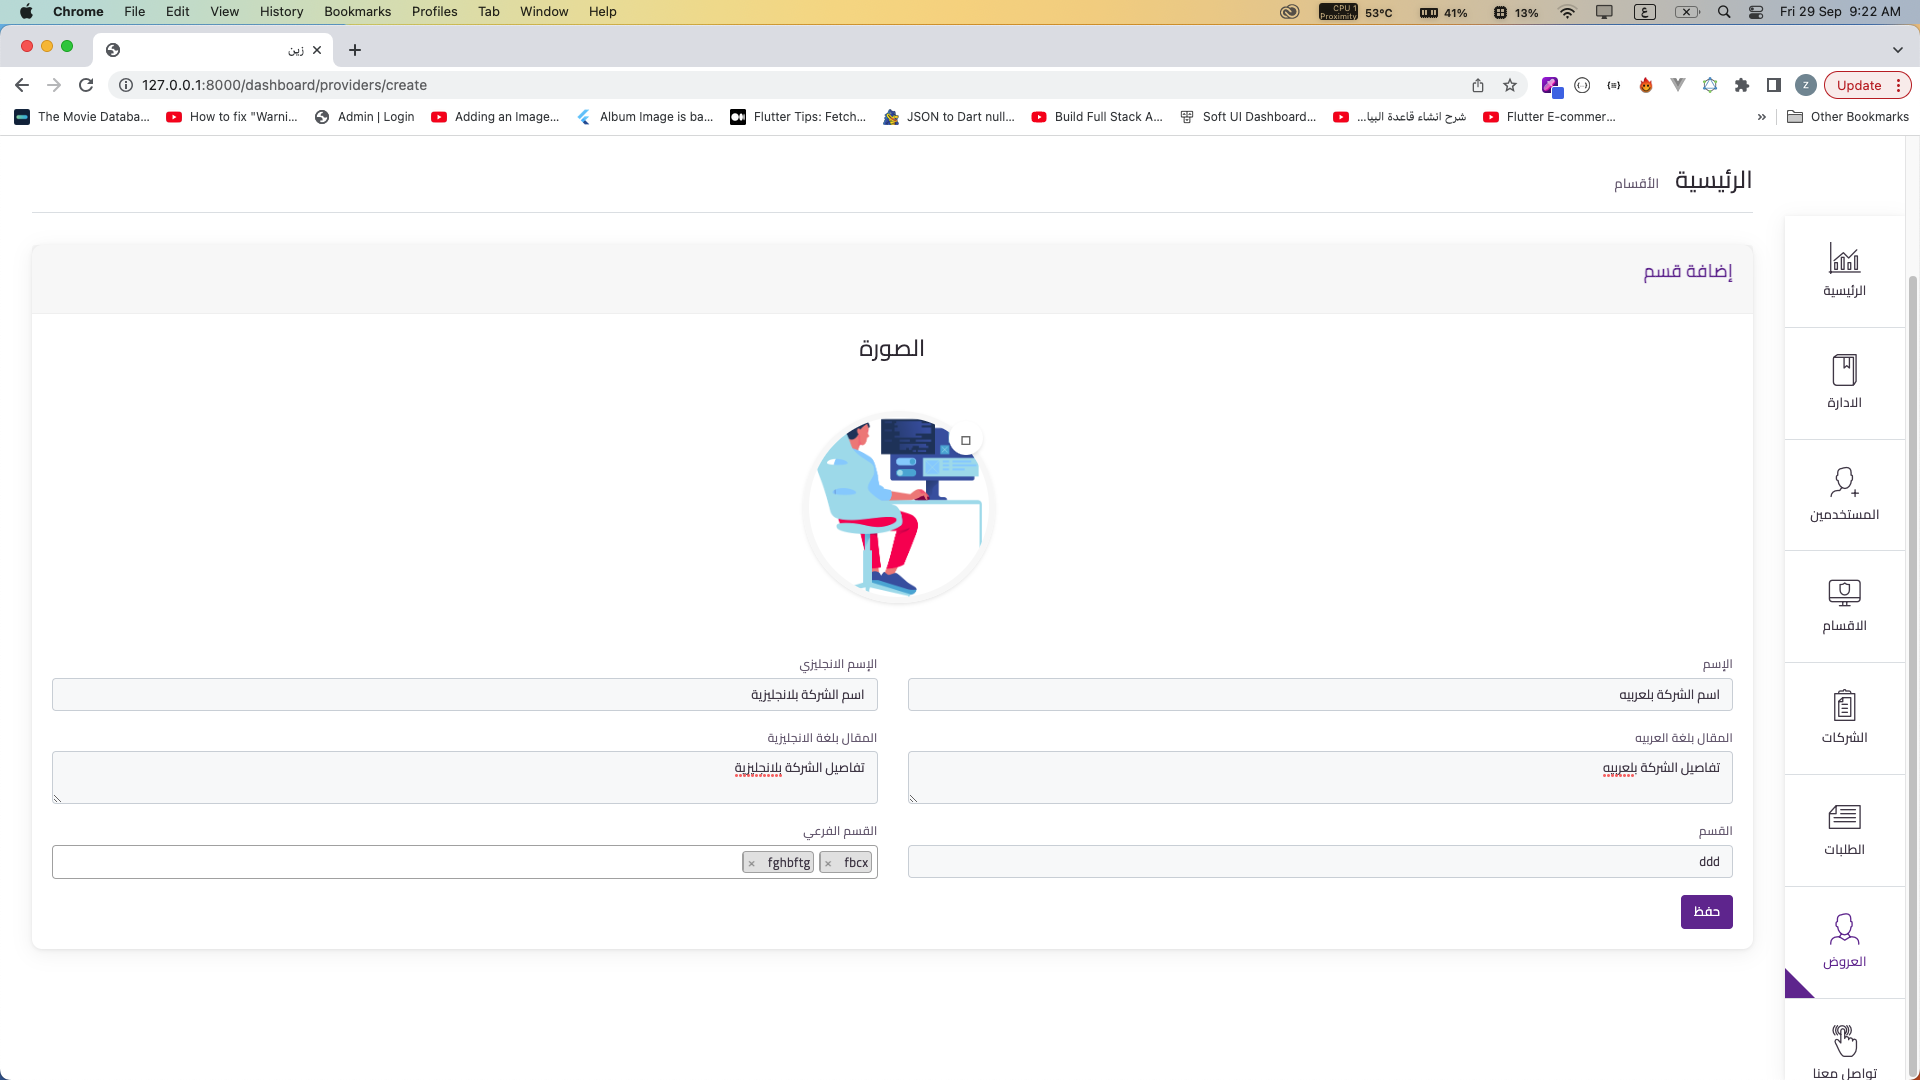 Chrome File Edit View History Bookmarks Profiles Tab Window Help
CPU 1 Proximity 53°C 41% 13% ع Fri 29 Sep 9:22 AM
زين
127.0.0.1:8000/dashboard/providers/create
Z
Update
The Movie Databa... How to fix "Warni... Admin | Login Adding an Image... Album Image is ba... Flutter Tips: Fetch... JSON to Dart null... Build Full Stack A... Soft UI Dashboard... شرح انشاء قاعدة البيا... Flutter E-commer... » Other Bookmarks
الرئيسية الأقسام
إضافة قسم
الصورة
الإسم
اسم الشركة بلعربيه
الإسم الانجليزي
اسم الشركة بلانجليزية
المقال بلغة العربيه
تفاصيل الشركة بلعربيه
المقال بلغة الانجليزية
تفاصيل الشركة بلانجليزية
القسم
ddd
القسم الفرعي
fbcx ×
fghbftg ×
حفظ
الرئيسية
الادارة
المستخدمين
الاقسام
الشركات
الطلبات
العروض
تواصل معنا